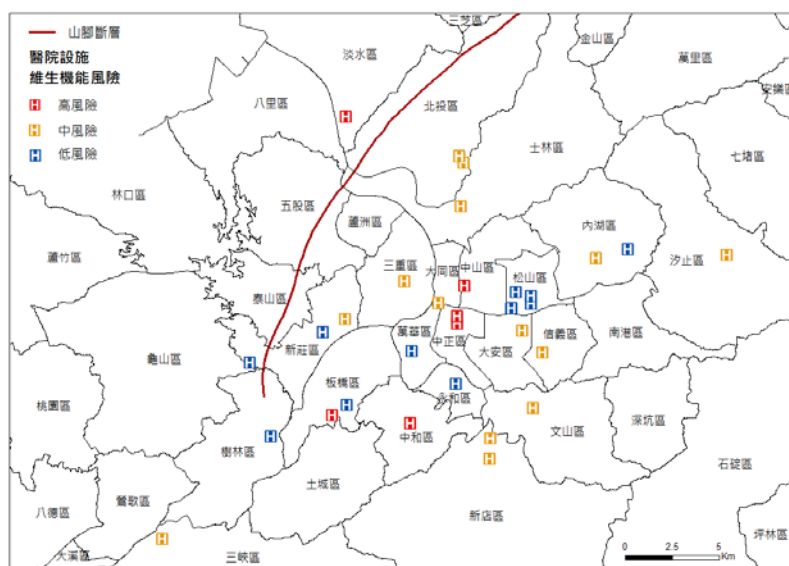 山腳斷層
醫院設施
維生機能風險
H 高風險
H 中風險
H 低風險
三芝區
金山區
淡水區
萬里區
安樂區
八里區
北投區
士林區
七堵區
林口區
五股區
蘆洲區
內湖區
蘆竹區
三重區
大同區
中山區
松山區
汐止區
泰山區
龜山區
新莊區
萬華區
中正區
大安區
信義區
南港區
桃園區
板橋區
永和區
中和區
文山區
深坑區
樹林區
土城區
石碇區
八德區
鶯歌區
新店區
坪林區
大溪區
三峽區
0 2.5 5
Km